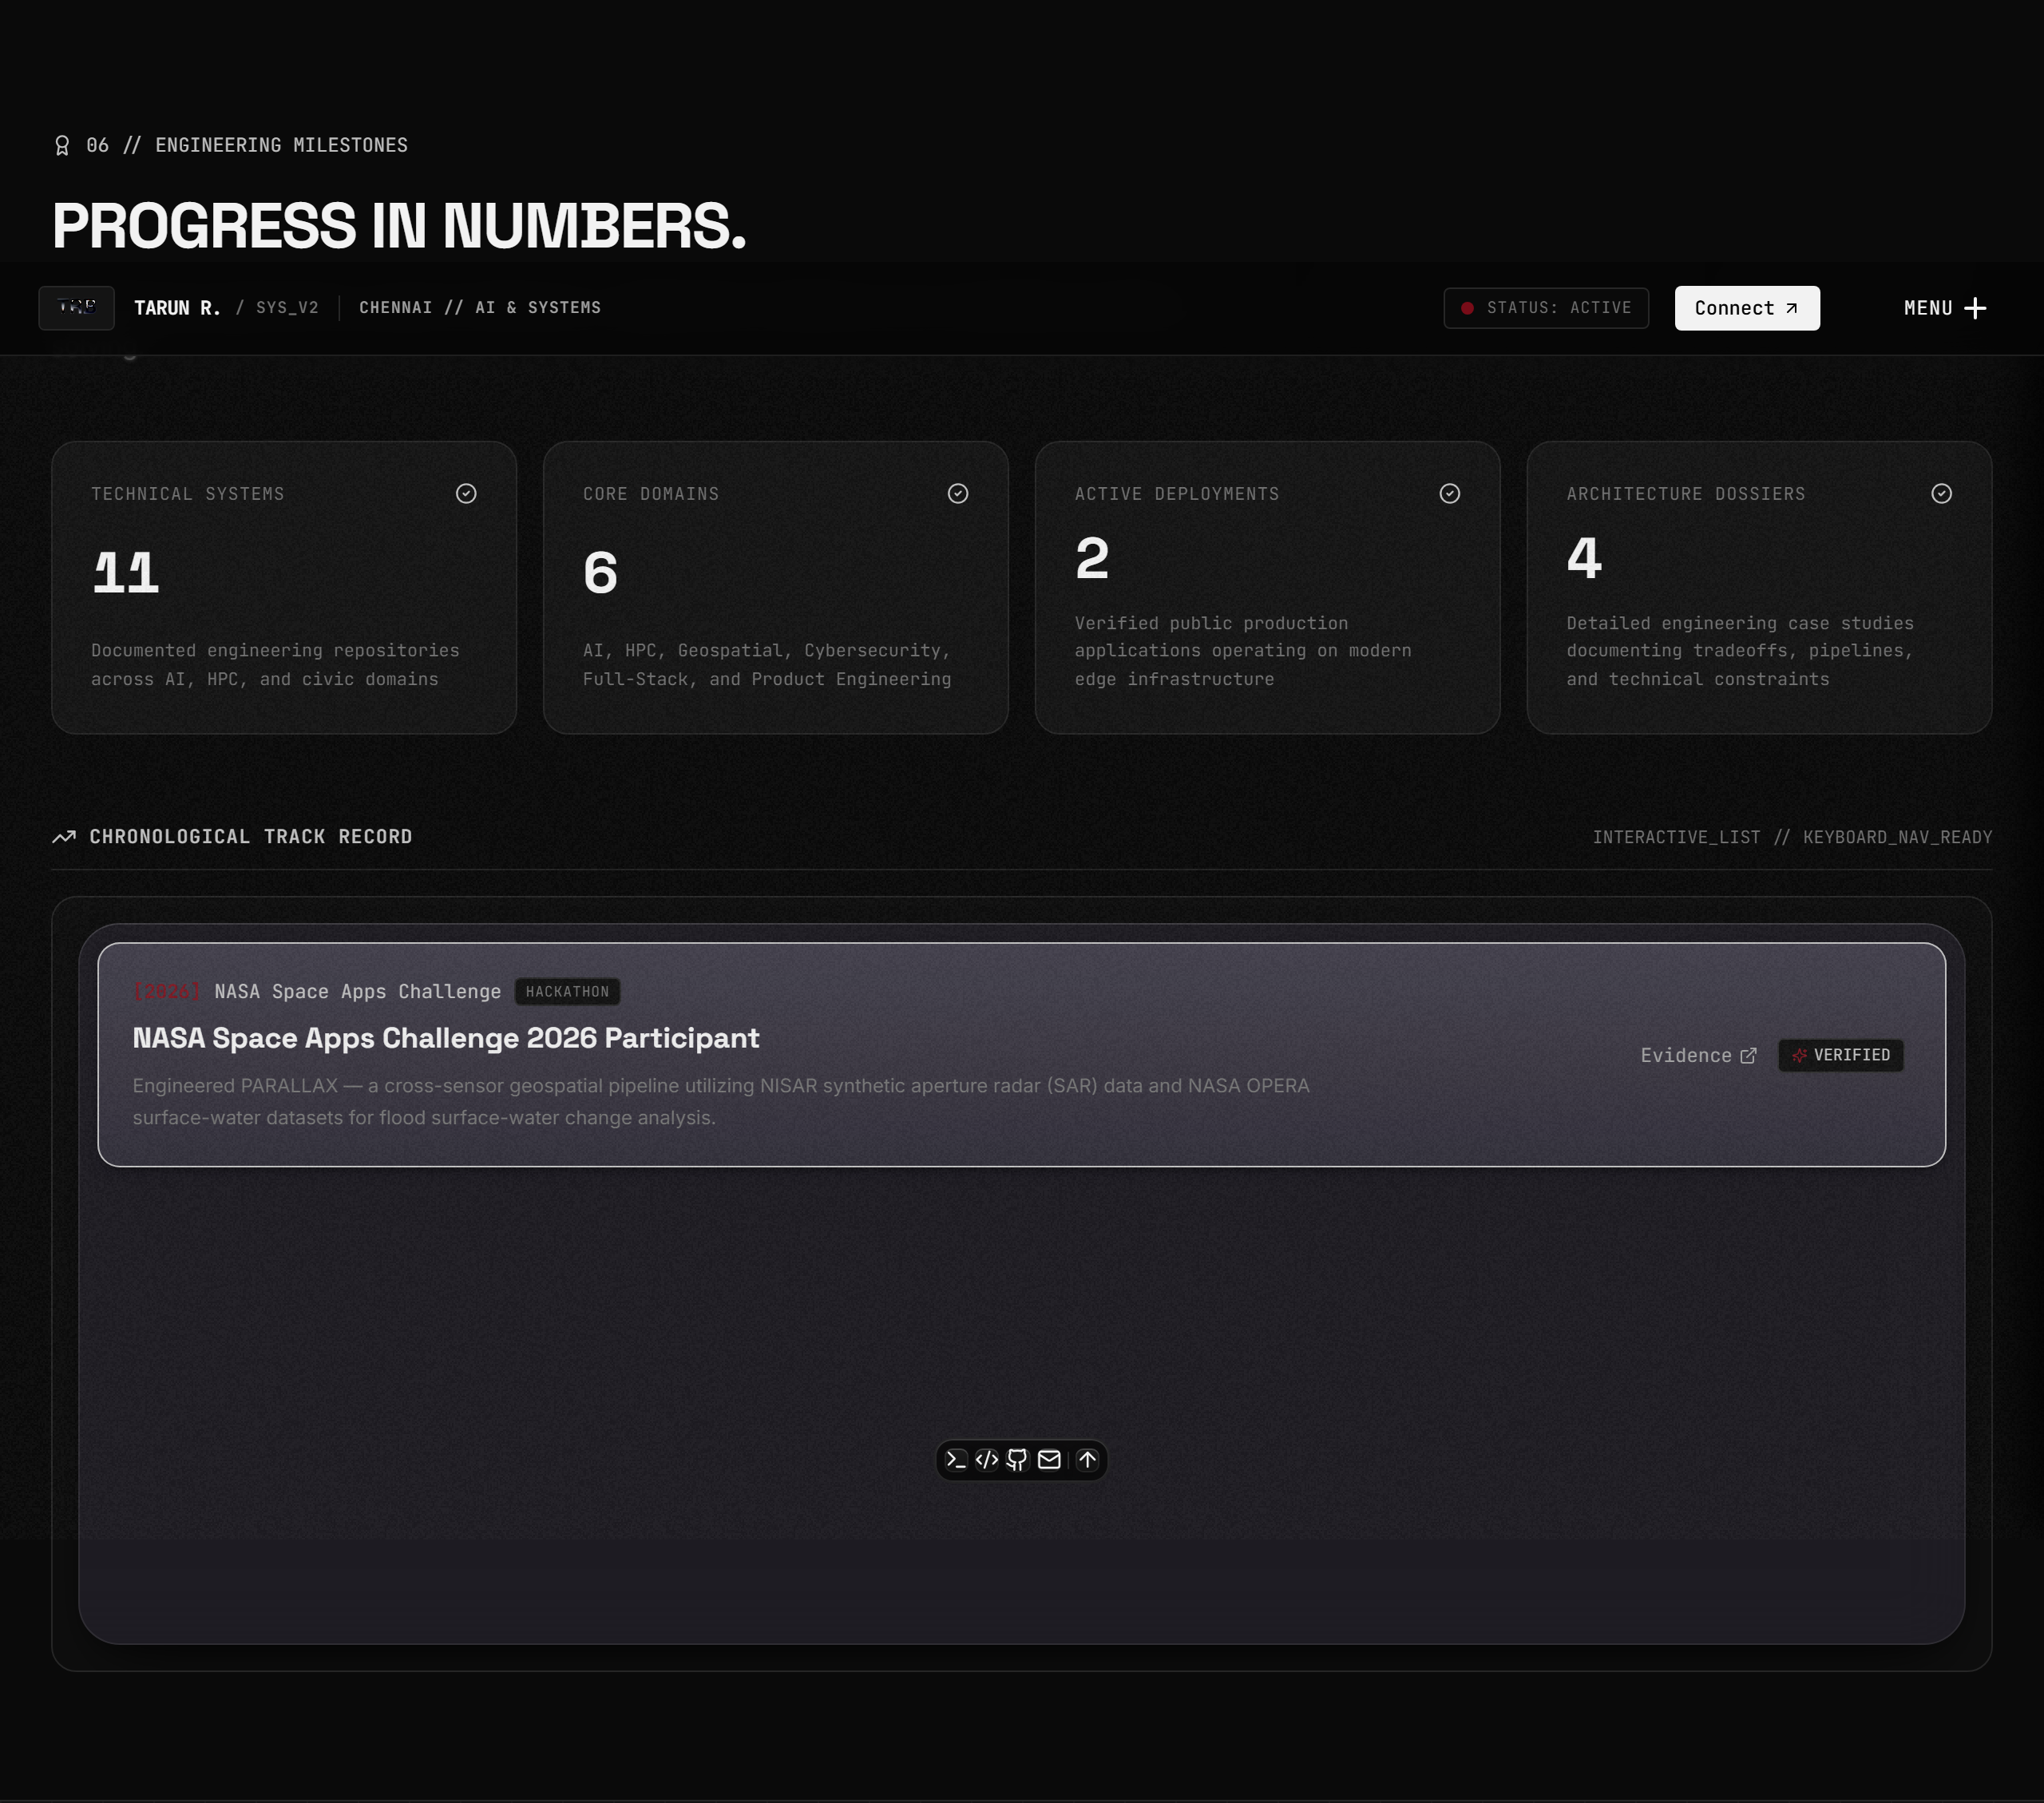 06 // ENGINEERING MILESTONES
PROGRESS IN NUMBERS.
TARUN R. / SYS_V2 | CHENNAI // AI & SYSTEMS
STATUS: ACTIVE
Connect
MENU
TECHNICAL SYSTEMS
11
Documented engineering repositories
across AI, HPC, and civic domains
CORE DOMAINS
6
AI, HPC, Geospatial, Cybersecurity,
Full-Stack, and Product Engineering
ACTIVE DEPLOYMENTS
2
Verified public production
applications operating on modern
edge infrastructure
ARCHITECTURE DOSSIERS
4
Detailed engineering case studies
documenting tradeoffs, pipelines,
and technical constraints
CHRONOLOGICAL TRACK RECORD
INTERACTIVE_LIST // KEYBOARD_NAV_READY
[2026] NASA Space Apps Challenge HACKATHON
NASA Space Apps Challenge 2026 Participant
Engineered PARALLAX — a cross-sensor geospatial pipeline utilizing NISAR synthetic aperture radar (SAR) data and NASA OPERA
surface-water datasets for flood surface-water change analysis.
Evidence
VERIFIED